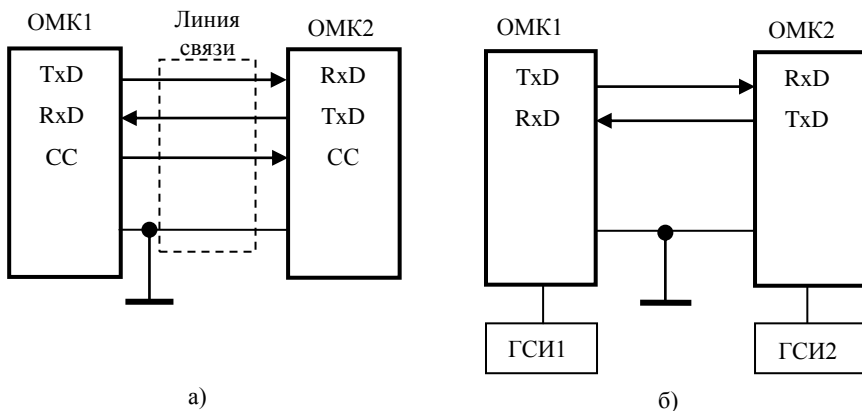 ОМК1
Линия
связи
ОМК2
TxD
RxD
CC
RxD
TxD
CC
а)
ОМК1
ОМК2
TxD
RxD
RxD
TxD
ГСИ1
ГСИ2
б)